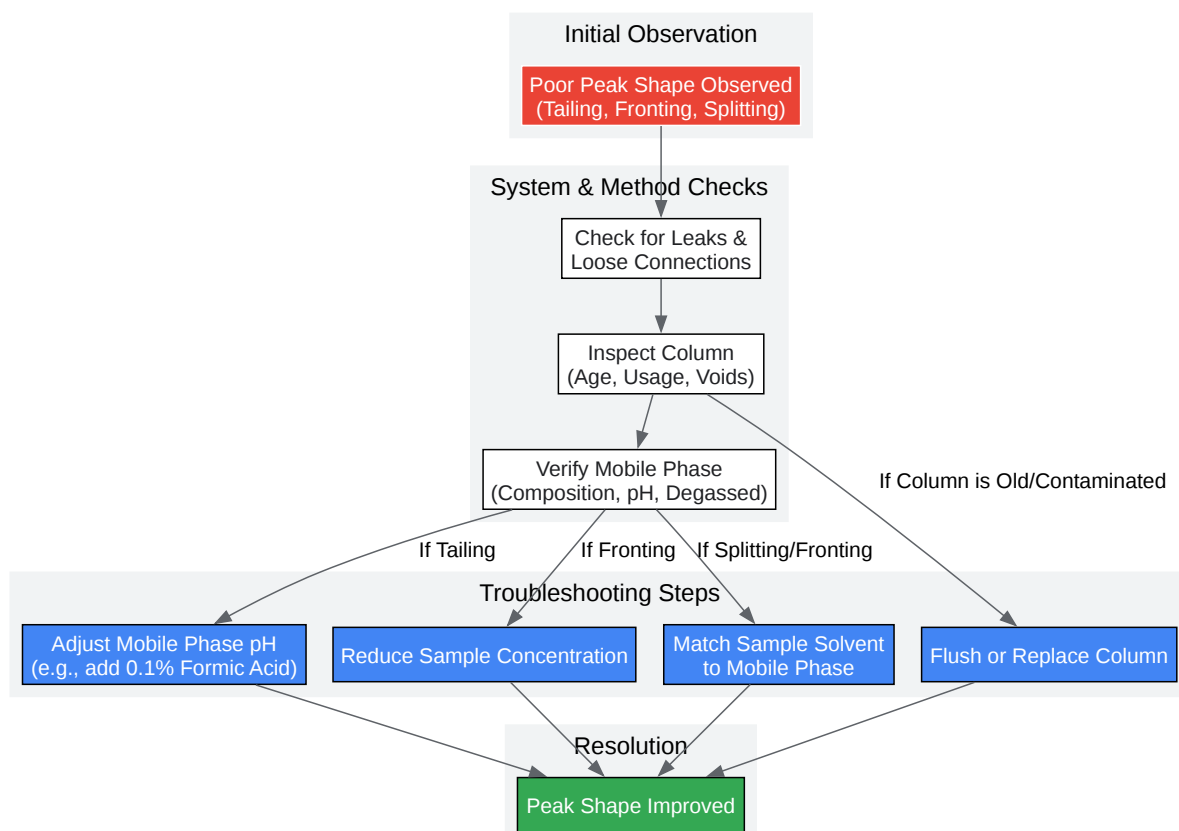 Initial Observation
Poor Peak Shape Observed
(Tailing, Fronting, Splitting)
System & Method Checks
Check for Leaks &
Loose Connections
Inspect Column
(Age, Usage, Voids)
Verify Mobile Phase
(Composition, pH, Degassed)
If Column is Old/Contaminated
If Tailing
If Fronting
If Splitting/Fronting
Troubleshooting Steps
Adjust Mobile Phase pH
(e.g., add 0.1% Formic Acid)
Reduce Sample Concentration
Match Sample Solvent
to Mobile Phase
Flush or Replace Column
Resolution
Peak Shape Improved